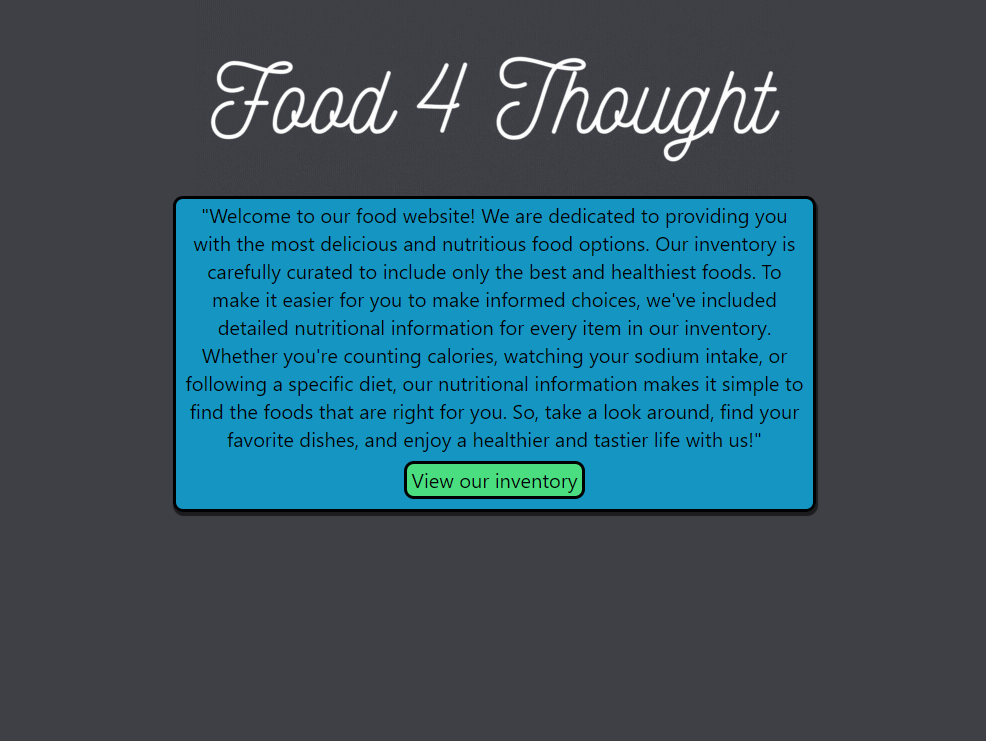 Food 4 Thought
"Welcome to our food website! We are dedicated to providing you
with the most delicious and nutritious food options. Our inventory is
carefully curated to include only the best and healthiest foods. To
make it easier for you to make informed choices, we've included
detailed nutritional information for every item in our inventory.
Whether you're counting calories, watching your sodium intake, or
following a specific diet, our nutritional information makes it simple to
find the foods that are right for you. So, take a look around, find your
favorite dishes, and enjoy a healthier and tastier life with us!"
View our inventory